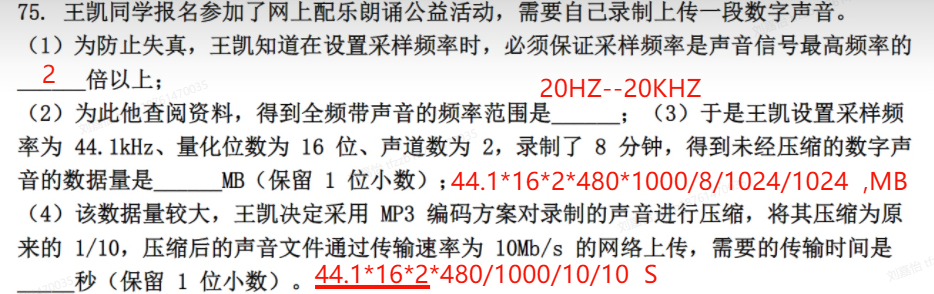 75. 王凯同学报名参加了网上配乐朗诵公益活动，需要自己录制上传一段数字声音。
（1）为防止失真，王凯知道在设置采样频率时，必须保证采样频率是声音信号最高频率的
2
______倍以上；
20HZ--20KHZ
（2）为此他查阅资料，得到全频带声音的频率范围是______；（3）于是王凯设置采样频
率为 44.1kHz、量化位数为 16 位、声道数为 2，录制了 8 分钟，得到未经压缩的数字声
音的数据量是______MB（保留 1 位小数）；44.1*16*2*480*1000/8/1024/1024 ,MB
（4）该数据量较大，王凯决定采用 MP3 编码方案对录制的声音进行压缩，将其压缩为原
来的 1/10，压缩后的声音文件通过传输速率为 10Mb/s 的网络上传，需要的传输时间是
_____秒（保留 1 位小数）。44.1*16*2*480/1000/10/10 S